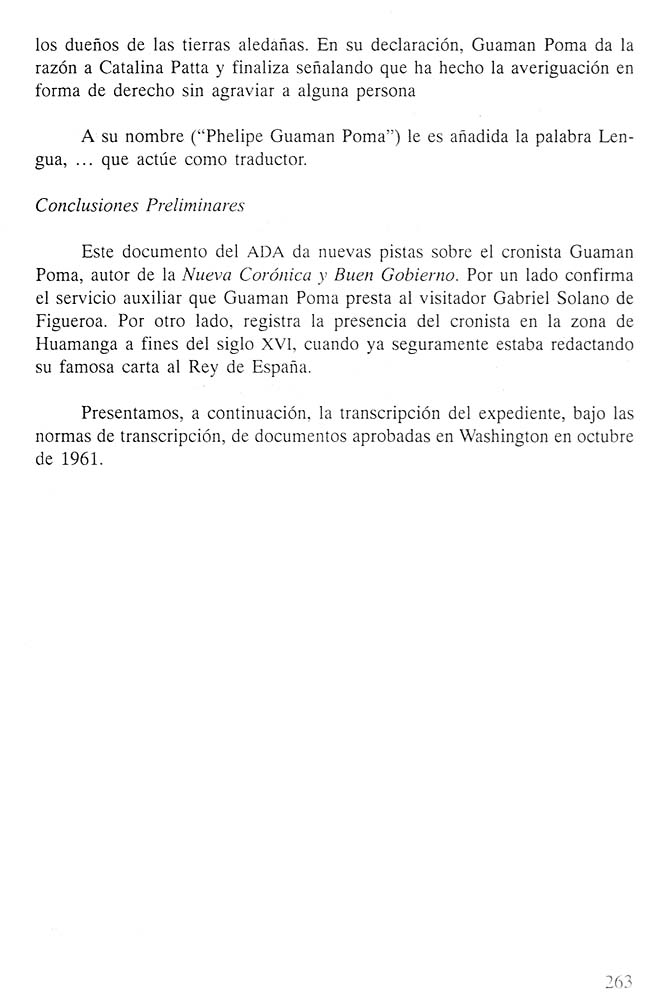 los dueños de las tierras aledañas. En su declaración, Guaman Poma da la
razón a Catalina Patta y finaliza señalando que ha hecho la averiguación en
forma de derecho sin agraviar a alguna persona
A su nombre (“Phelipe Guaman Poma”) le es añadida la palabra Len-
gua, ... que actúe como traductor.
Conclusiones Preliminares
Este documento del ADA da nuevas pistas sobre el cronista Guaman
Poma, autor de la Nueva Corónica y Buen Gobierno. Por un lado confirma
el servicio auxiliar que Guaman Poma presta al visitador Gabriel Solano de
Figueroa. Por otro lado, registra la presencia del cronista en la zona de
Huamanga a fines del siglo XVI, cuando ya seguramente estaba redactando
su famosa carta al Rey de España.
Presentamos, a continuación, la transcripción del expediente, bajo las
normas de transcripción, de documentos aprobadas en Washington en octubre
de 1961.
263